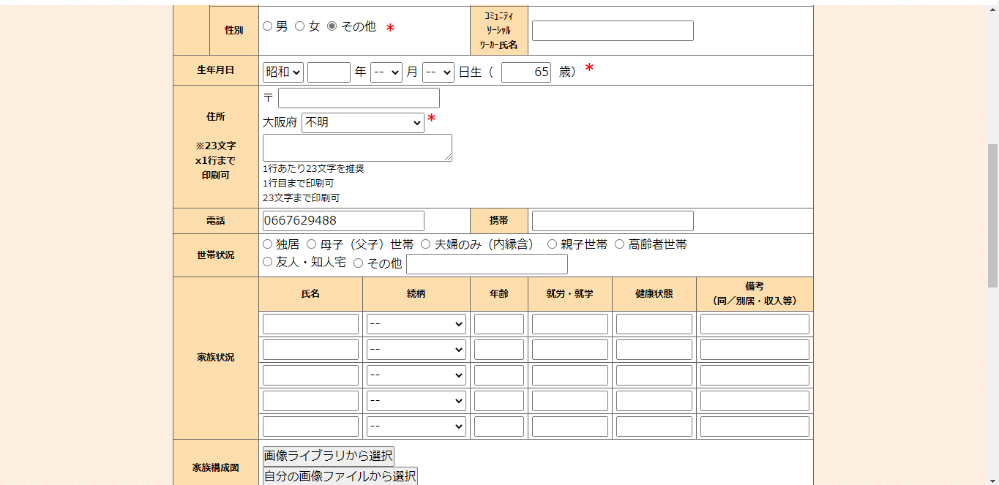 性別
男 女 その他 *
ｺﾐｭﾆﾃｨ
ｿｰｼｬﾙ
ﾜｰｶｰ氏名
生年月日
昭和 年 -- 月 -- 日生（ 65 歳） *
住所
※23文字
x1行まで
印刷可
〒
大阪府 不明 *
1行あたり23文字を推奨
1行目まで印刷可
23文字まで印刷可
電話
0667629488
携帯
世帯状況
独居 母子（父子）世帯 夫婦のみ（内縁含） 親子世帯 高齢者世帯
友人・知人宅 その他
家族状況
氏名 続柄 年齢 就労・就学 健康状態 備考
（同／別居・収入等）
--
--
--
--
--
家族構成図
画像ライブラリから選択
自分の画像ファイルから選択